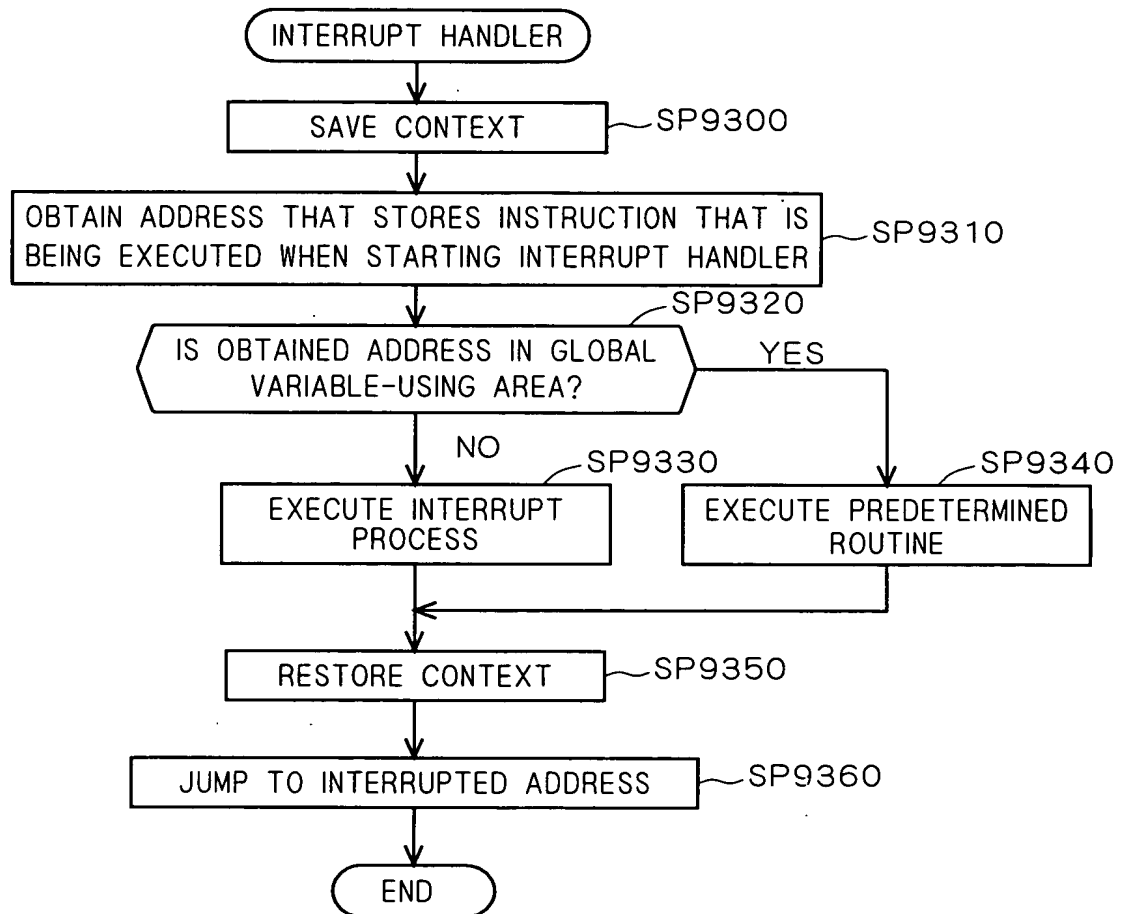 INTERRUPT HANDLER
SAVE CONTEXT
SP9300
OBTAIN ADDRESS THAT STORES INSTRUCTION THAT IS
BEING EXECUTED WHEN STARTING INTERRUPT HANDLER
SP9310
SP9320
IS OBTAINED ADDRESS IN GLOBAL
VARIABLE-USING AREA?
YES
NO
SP9330
SP9340
EXECUTE INTERRUPT
PROCESS
EXECUTE PREDETERMINED
ROUTINE
RESTORE CONTEXT
SP9350
JUMP TO INTERRUPTED ADDRESS
SP9360
END